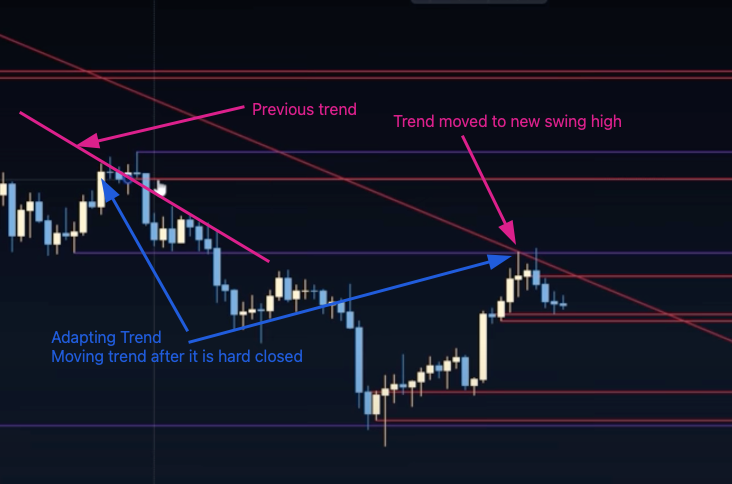 Previous trend
Trend moved to new swing high
Adapting Trend
Moving trend after it is hard closed